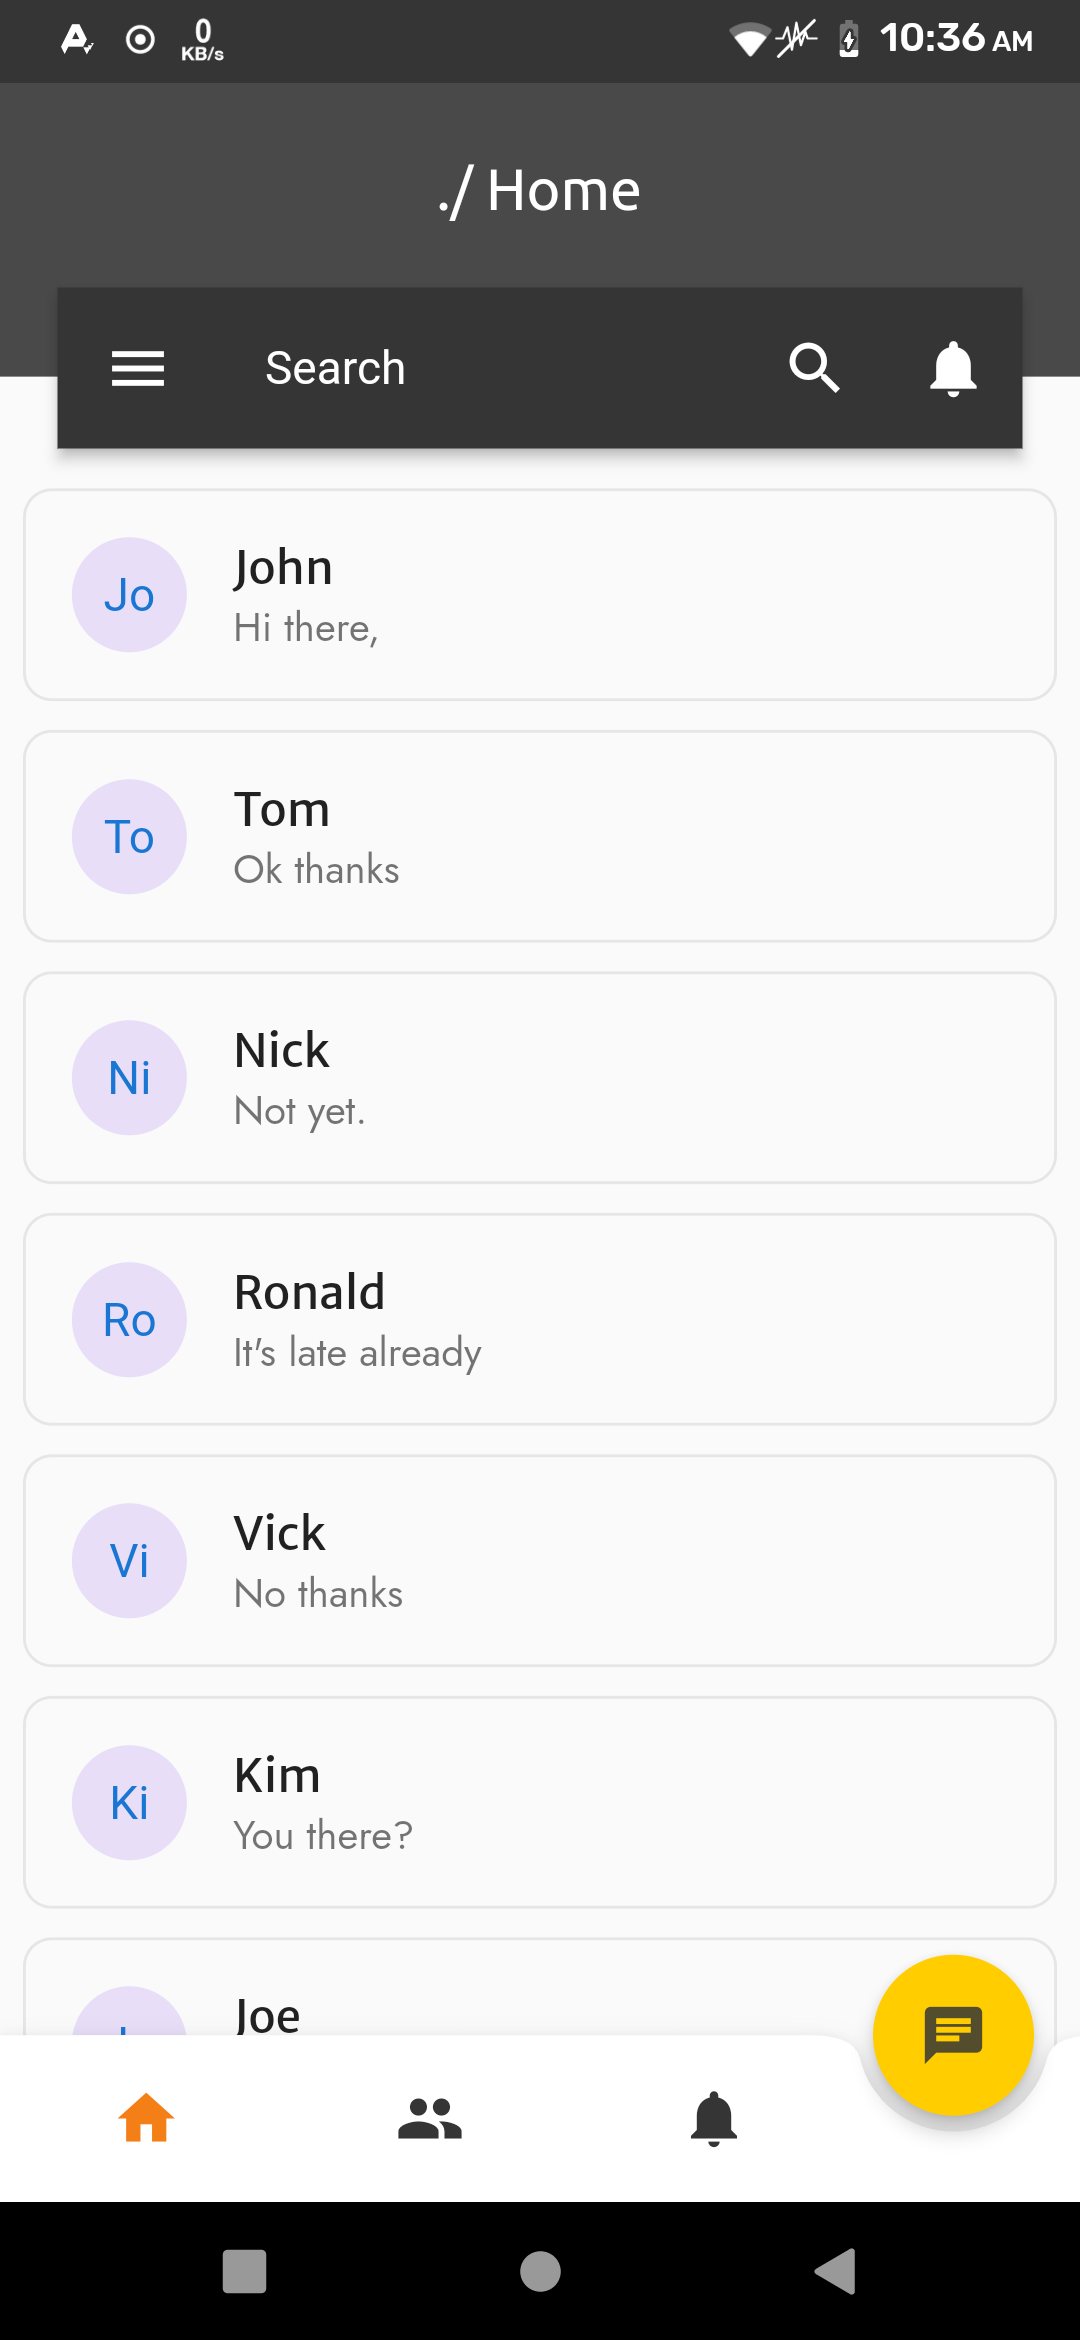 0
KB/s
10:36 AM
./ Home
Search
Jo
John
Hi there,
To
Tom
Ok thanks
Ni
Nick
Not yet.
Ro
Ronald
It's late already
Vi
Vick
No thanks
Ki
Kim
You there?
Joe